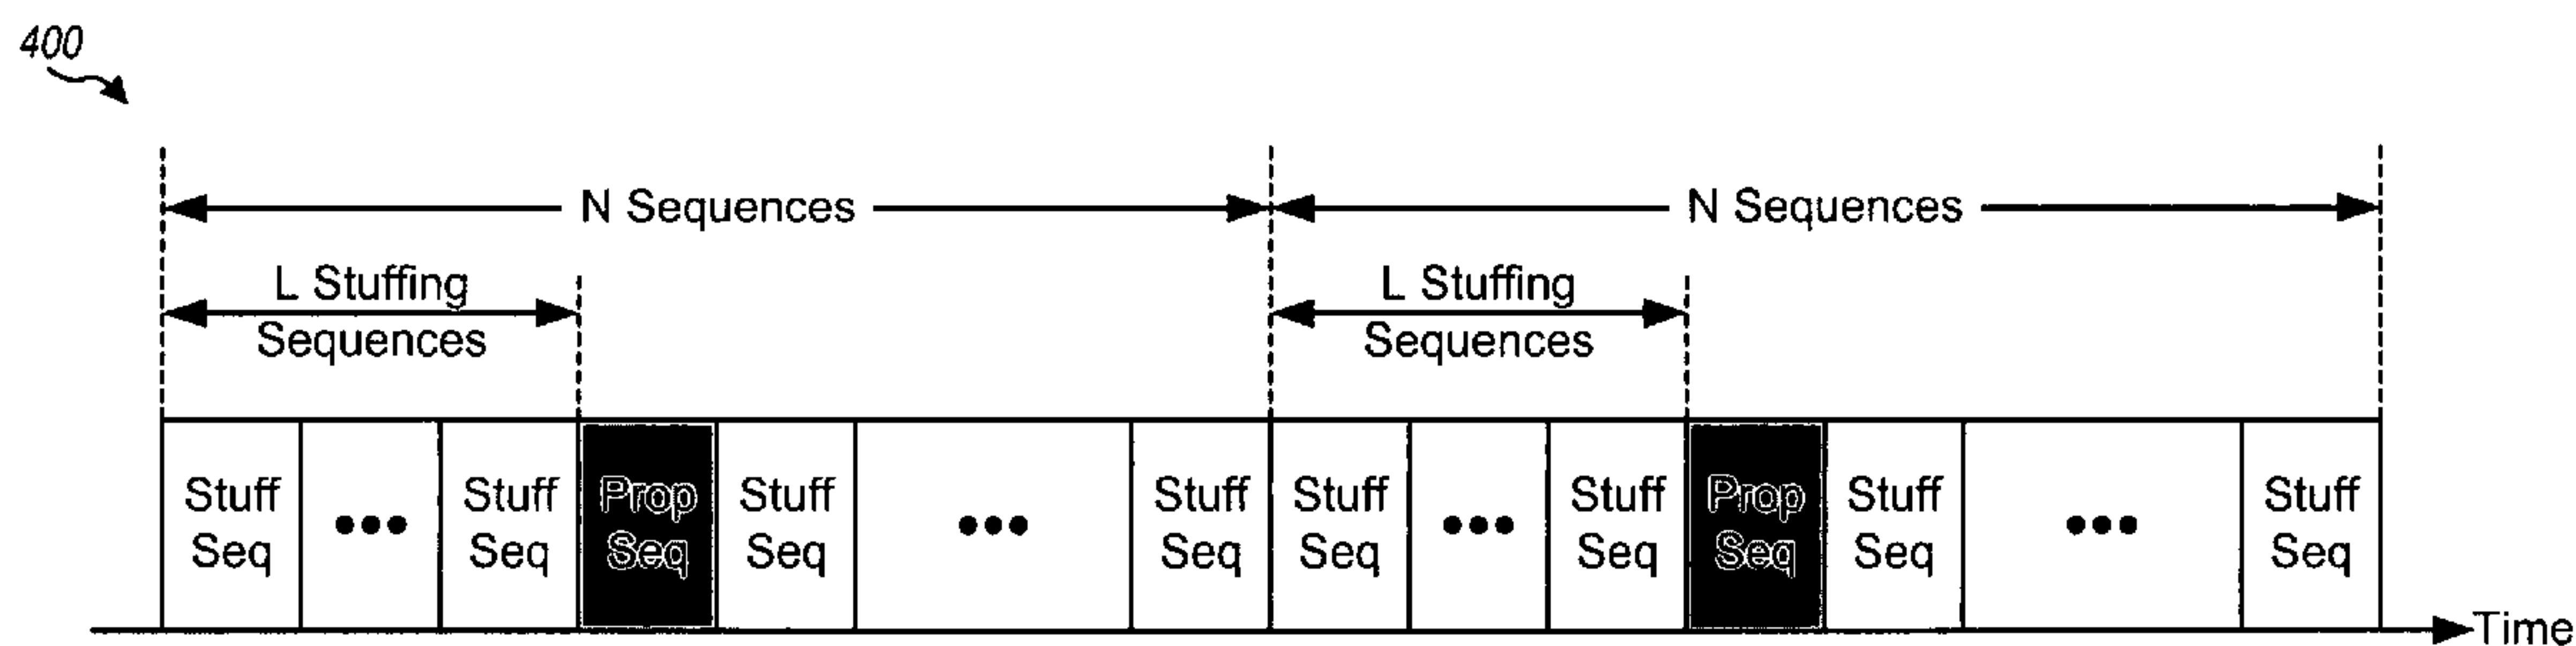 400
N Sequences
N Sequences
L Stuffing
Sequences
L Stuffing
Sequences
Stuff
Seq
Stuff
Seq
Prop
Seq
Stuff
Seq
Stuff
Seq
Stuff
Seq
Stuff
Seq
Prop
Seq
Stuff
Seq
Stuff
Seq
Time